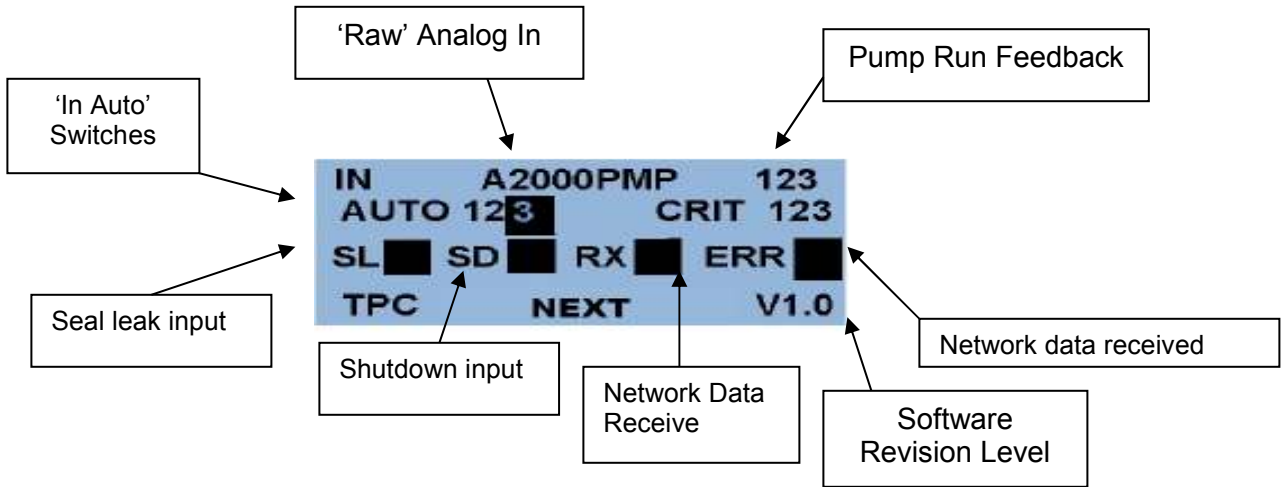 'Raw' Analog In
Pump Run Feedback
'In Auto'
Switches
IN A2000PMP 123
AUTO 123 CRIT 123
SL SD RX ERR
TPC NEXT V1.0
Seal leak input
Shutdown input
Network Data
Receive
Network data received
Software
Revision Level